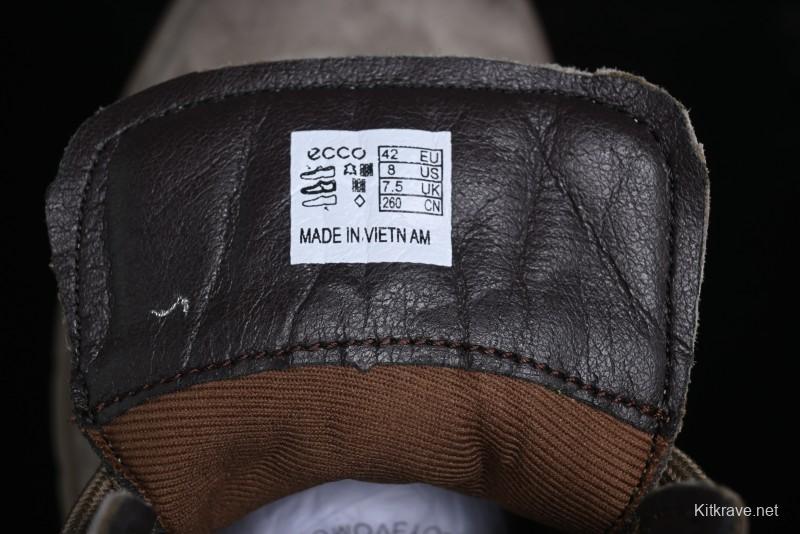 ecco
42 EU
8 US
7.5 UK
260 CN
MADE IN VIETN AM
Kitkrave.net